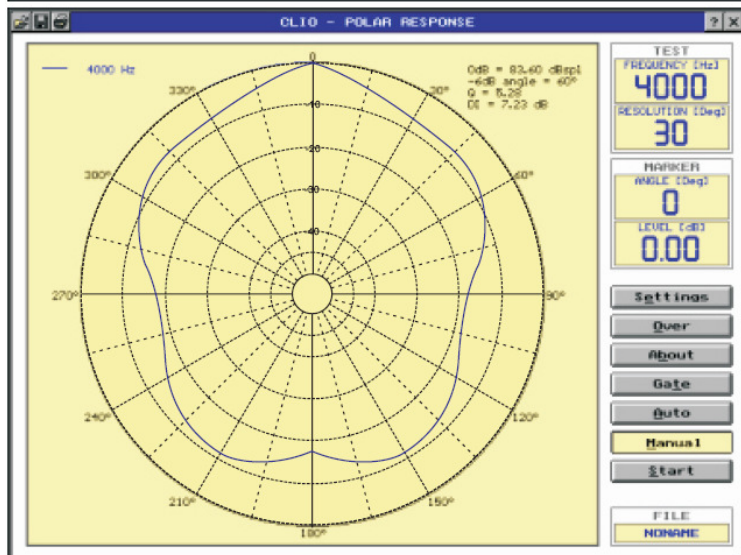 CLIO - POLAR RESPONSE
? X
4000 Hz
0dB = 83.60 dBspl
-6dB angle = 60°
Q = 5.28
DI = 7.23 dB
0
330°
30°
-10
-20
300°
60°
-30
-40
270°
90°
240°
120°
210°
150°
180°
TEST
FREQUENCY [Hz]
4000
RESOLUTION [Deg]
30
MARKER
ANGLE [Deg]
0
LEVEL [dB]
0.00
Settings
Over
About
Gate
Auto
Manual
Start
FILE
NONAME